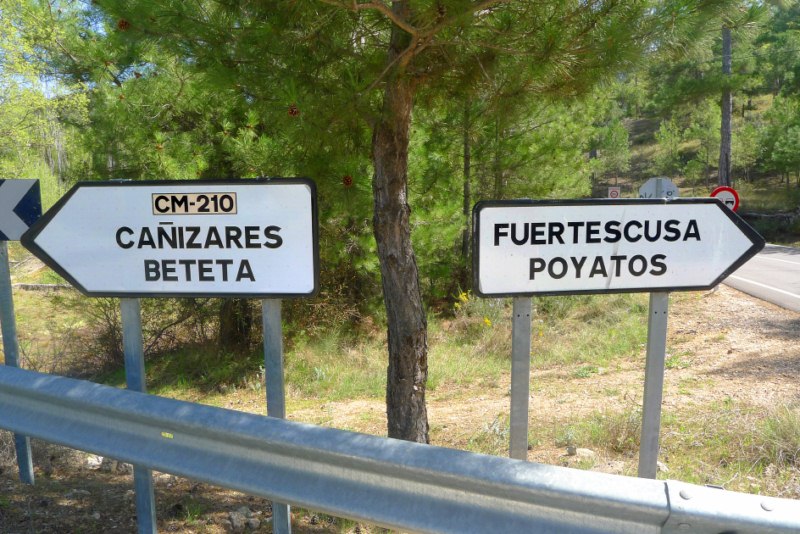 CM-210
CAÑIZARES
BETETA
FUERTESCUSA
POYATOS